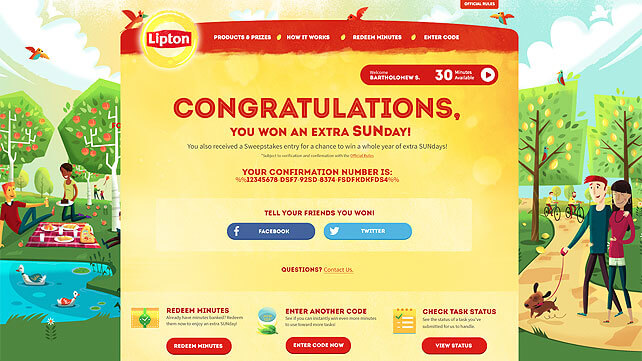 OFFICIAL RULES
Lipton
PRODUCTS & PRIZES HOW IT WORKS REDEEM MINUTES ENTER CODE
Welcome
BARTHOLOMEW S. 30 Minutes Available
CONGRATULATIONS,
YOU WON AN EXTRA SUNDAY!
You also received a Sweepstakes entry for a chance to win a whole year of extra SUNdays!
*Subject to verification and confirmation with the Official Rules.
YOUR CONFIRMATION NUMBER IS:
%%12345678-DSF7-92SD-8374-FSDFKDKFDS4%%
TELL YOUR FRIENDS YOU WON!
FACEBOOK TWITTER
QUESTIONS? Contact Us.
REDEEM MINUTES
Already have minutes banked? Redeem
them now to enjoy an extra SUNday!
REDEEM MINUTES
ENTER ANOTHER CODE
See if you can instantly win even more minutes
to use toward more tasks!
ENTER CODE NOW
CHECK TASK STATUS
See the status of a task you've
submitted for us to handle.
VIEW STATUS